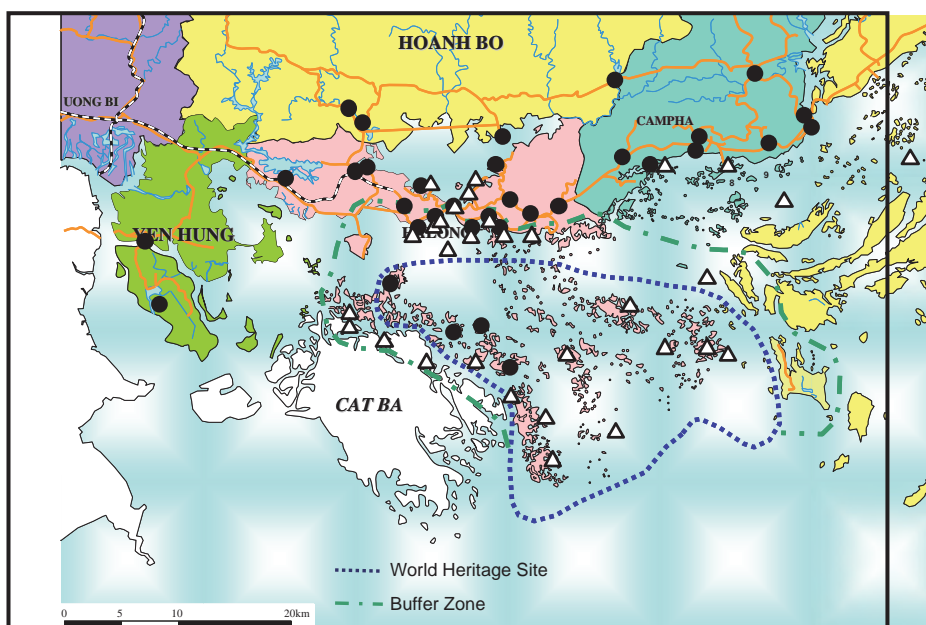 HOANH BO
UONG BI
CAMPHA
YEN HUNG
CAT BA
World Heritage Site
Buffer Zone
0 5 10 20km